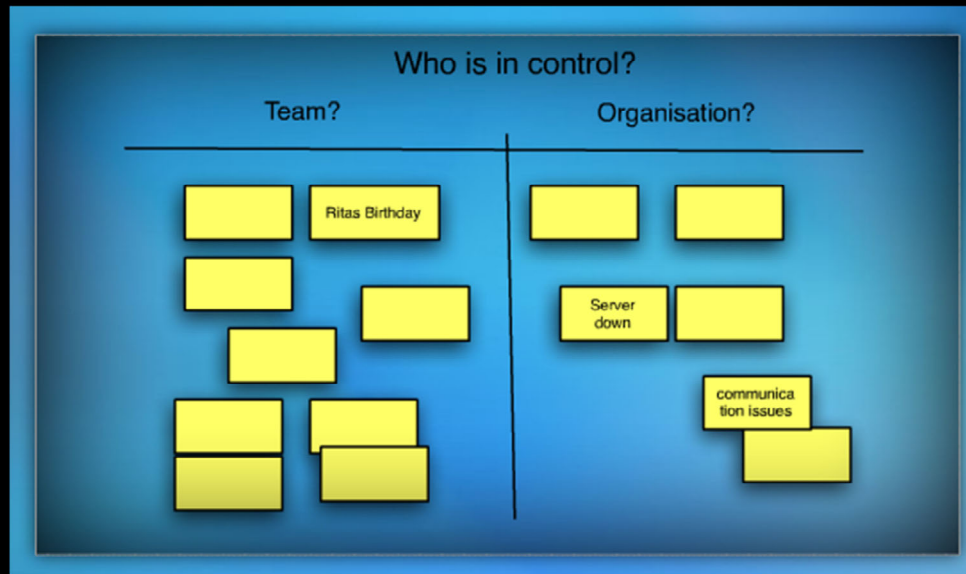 Who is in control?
Team?
Organisation?
Ritas Birthday
Server
down
communica
tion issues